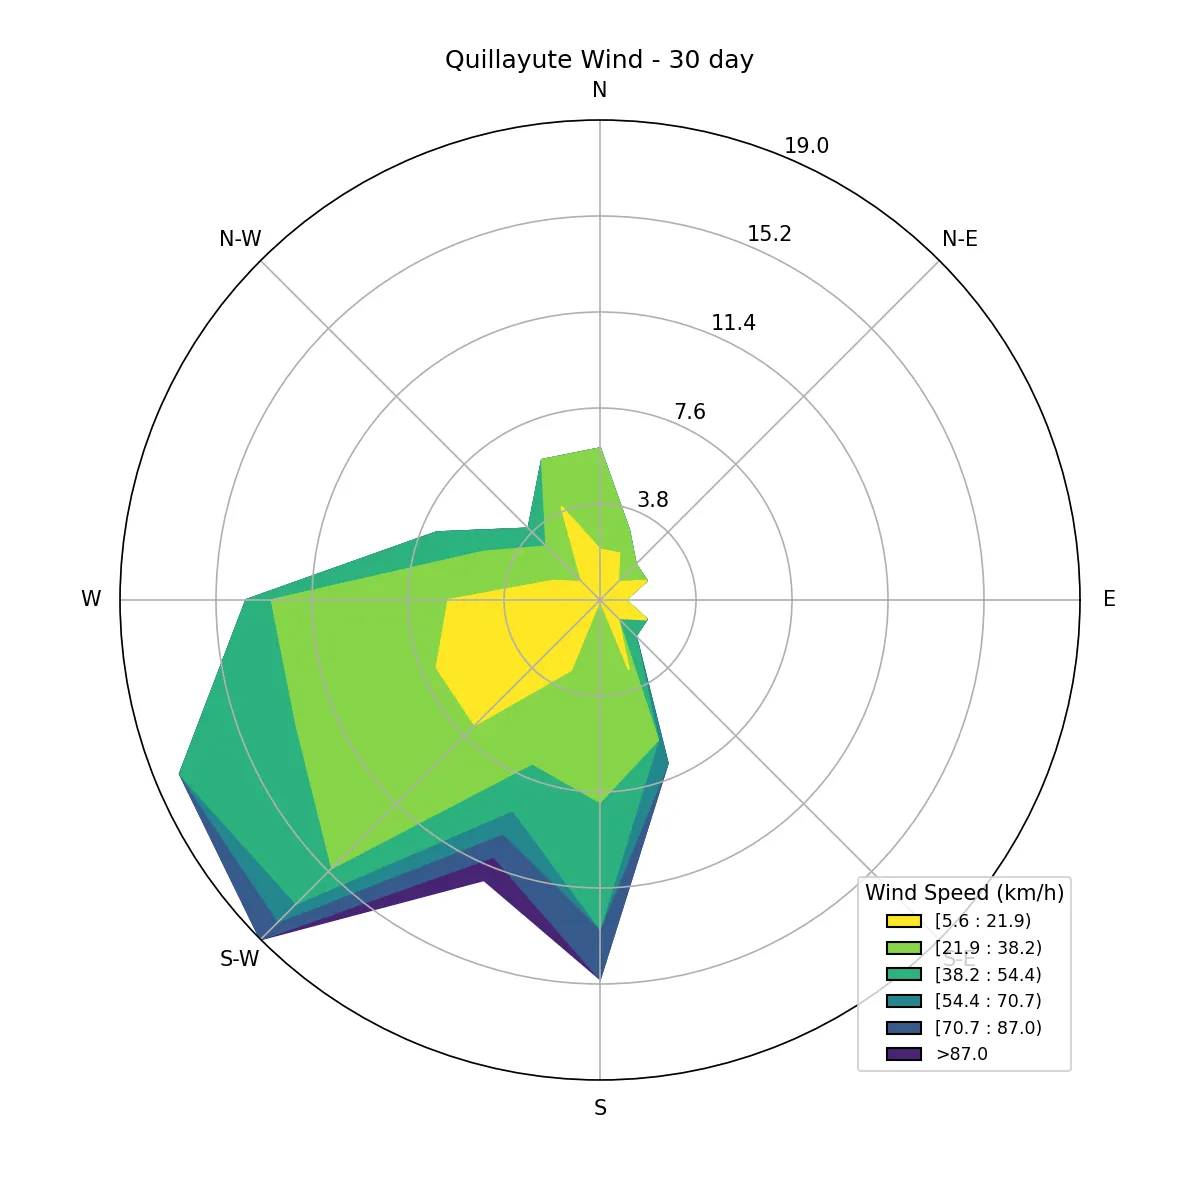 Quillayute Wind - 30 day
N
19.0
15.2
N-W
N-E
11.4
7.6
3.8
W
E
S-W
S-E
S
Wind Speed (km/h)
[5.6 : 21.9)
[21.9 : 38.2)
[38.2 : 54.4)
[54.4 : 70.7)
[70.7 : 87.0)
>87.0